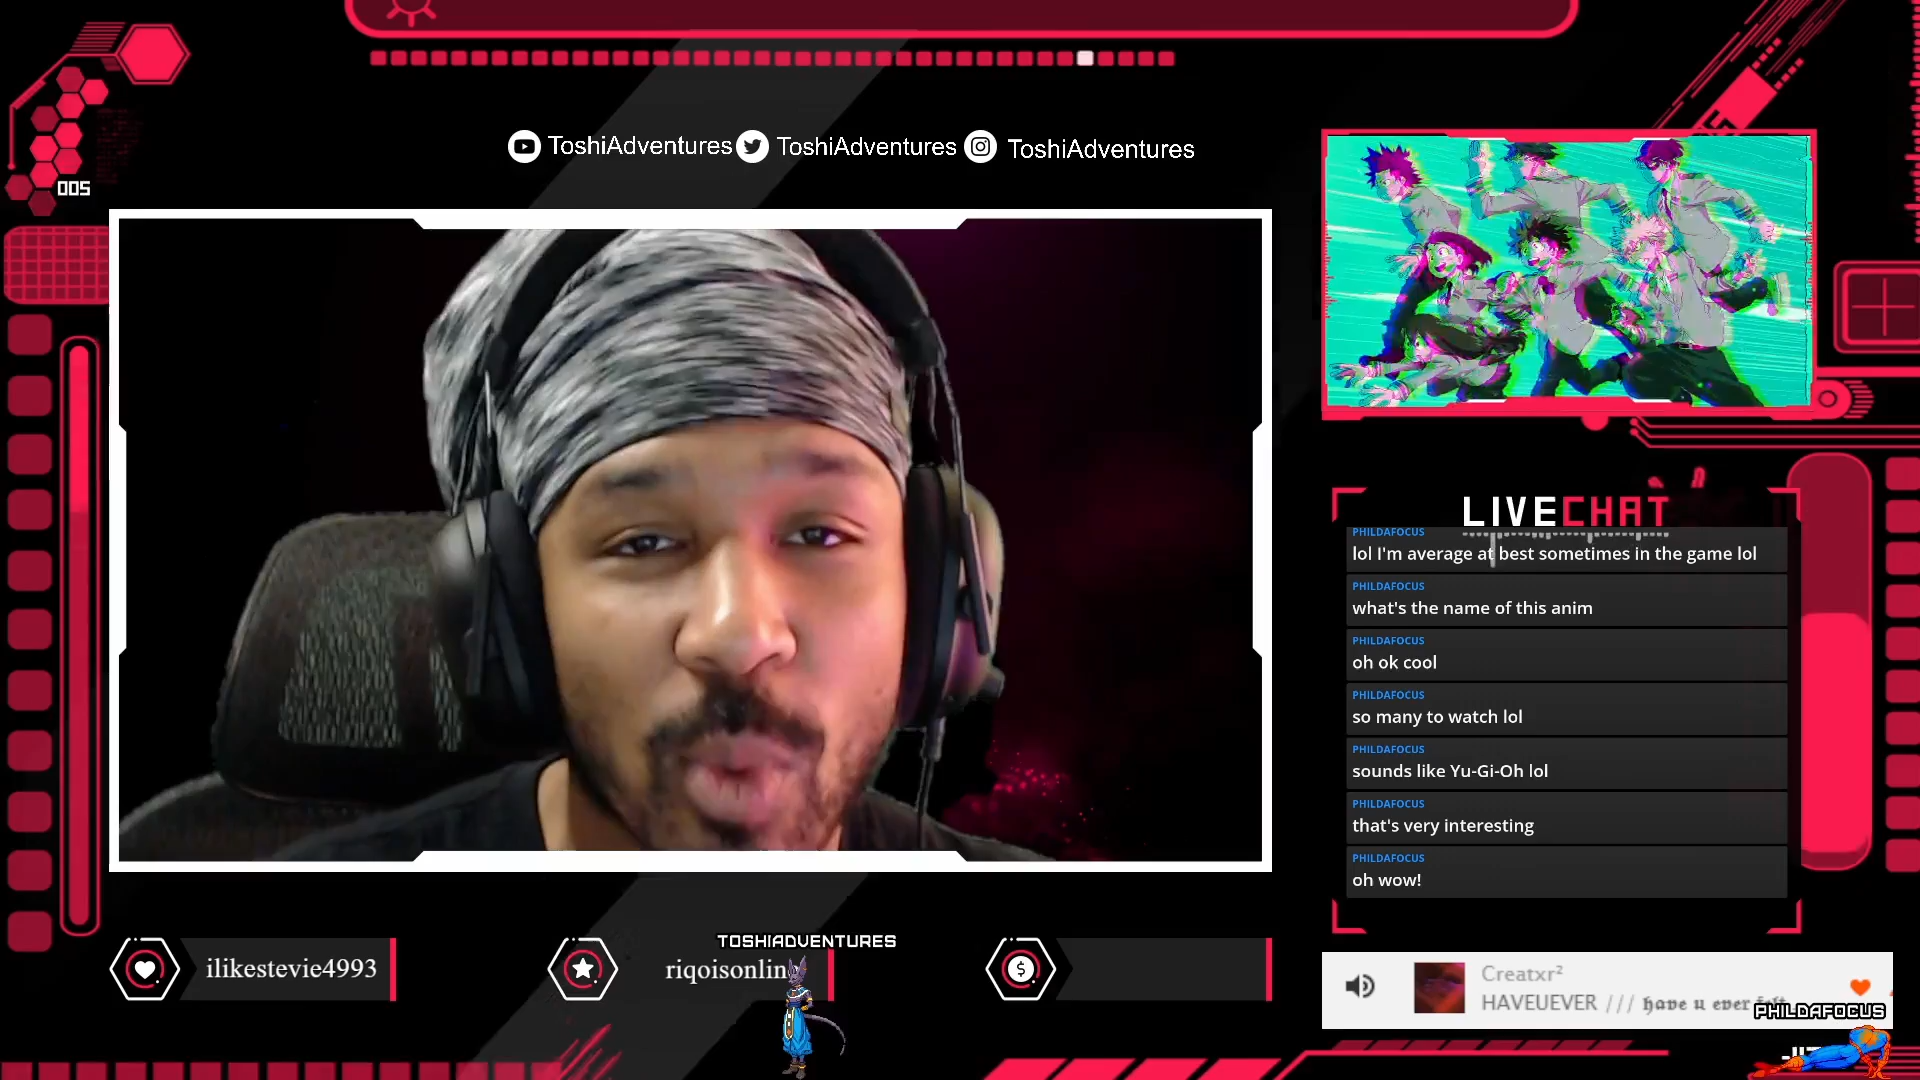 005
ToshiAdventures ToshiAdventures ToshiAdventures
LIVECHAT
PHILDAFOCUS
lol I'm average at best sometimes in the game lol
PHILDAFOCUS
what's the name of this anim
PHILDAFOCUS
oh ok cool
PHILDAFOCUS
so many to watch lol
PHILDAFOCUS
sounds like Yu-Gi-Oh lol
PHILDAFOCUS
that's very interesting
PHILDAFOCUS
oh wow!
TOSHIADVENTURES
ilikestevie4993
riqoisonlin
Creatxr²
HAVEUEVER /// 𝖍𝖆𝖛𝖊 𝖚 𝖊𝖛𝖊𝖗
PHILDAFOCUS